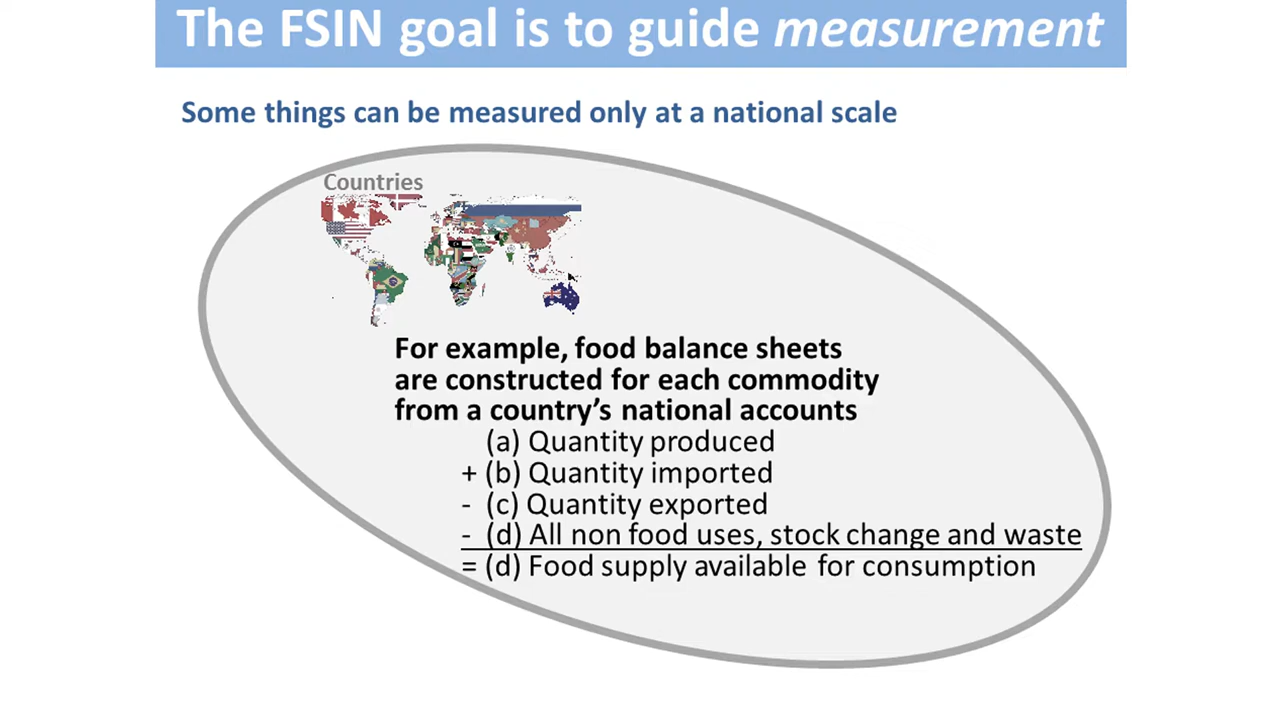 The FSIN goal is to guide measurement
Some things can be measured only at a national scale
Countries
For example, food balance sheets
are constructed for each commodity
from a country’s national accounts
(a) Quantity produced
+ (b) Quantity imported
- (c) Quantity exported
- (d) All non food uses, stock change and waste
= (d) Food supply available for consumption